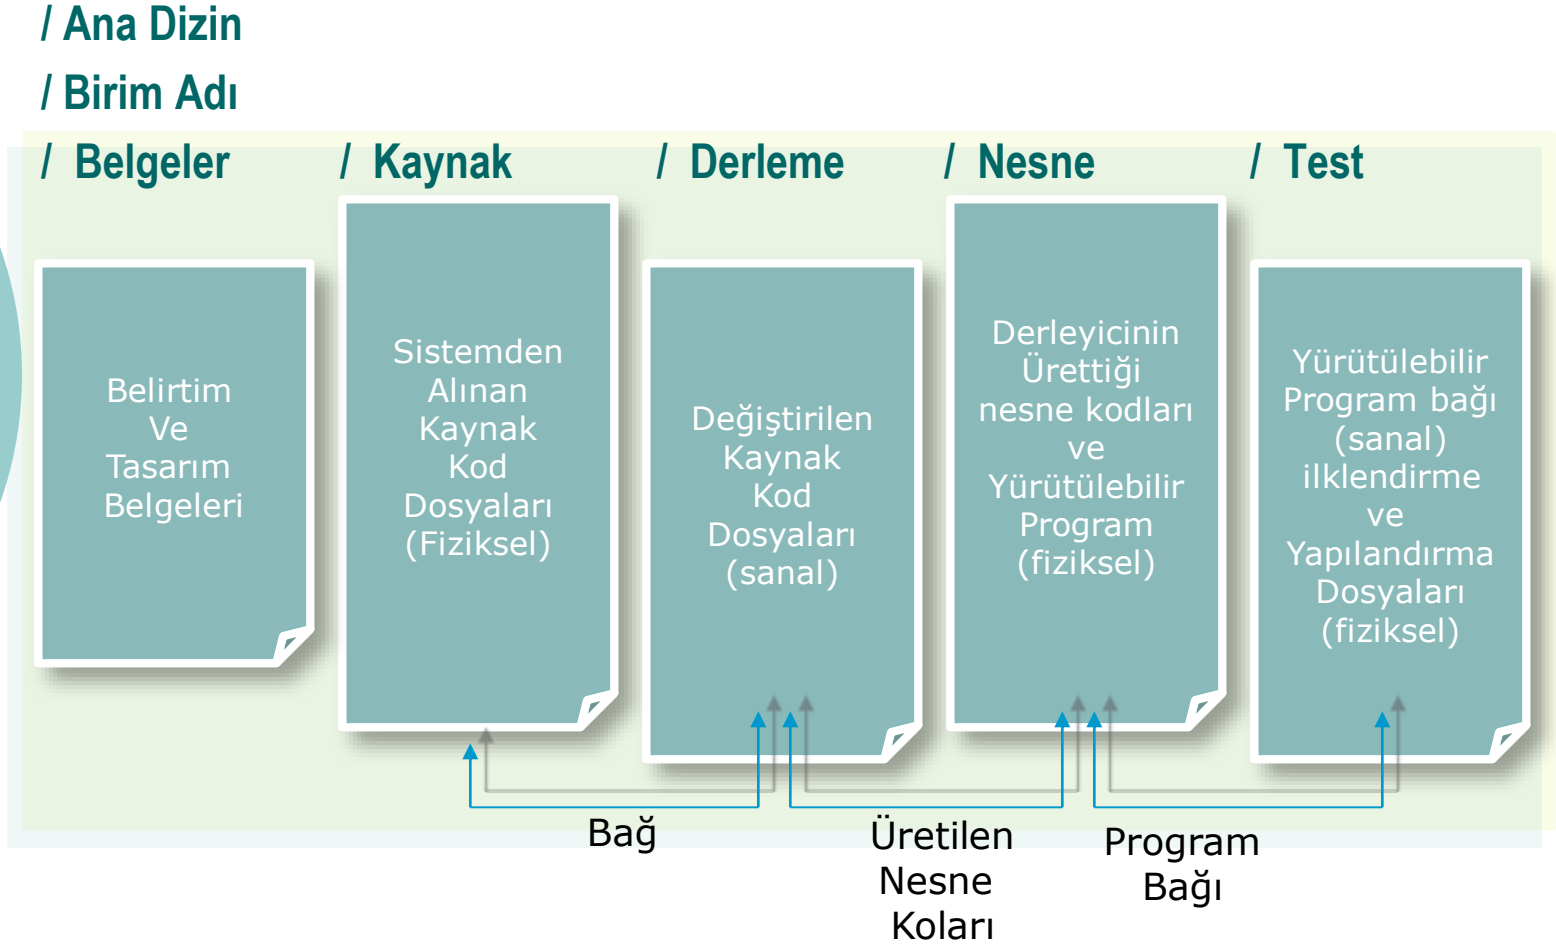 / Ana Dizin
/ Birim Adı
/ Belgeler
/ Kaynak
/ Derleme
/ Nesne
/ Test
Belirtim
Ve
Tasarım
Belgeleri
Sistemden
Alınan
Kaynak
Kod
Dosyaları
(Fiziksel)
Değiştirilen
Kaynak
Kod
Dosyaları
(sanal)
Derleyicinin
Ürettiği
nesne kodları
ve
Yürütülebilir
Program
(fiziksel)
Yürütülebilir
Program bağı
(sanal)
ilklendirme
ve
Yapılandırma
Dosyaları
(fiziksel)
Bağ
Üretilen
Nesne
Koları
Program
Bağı